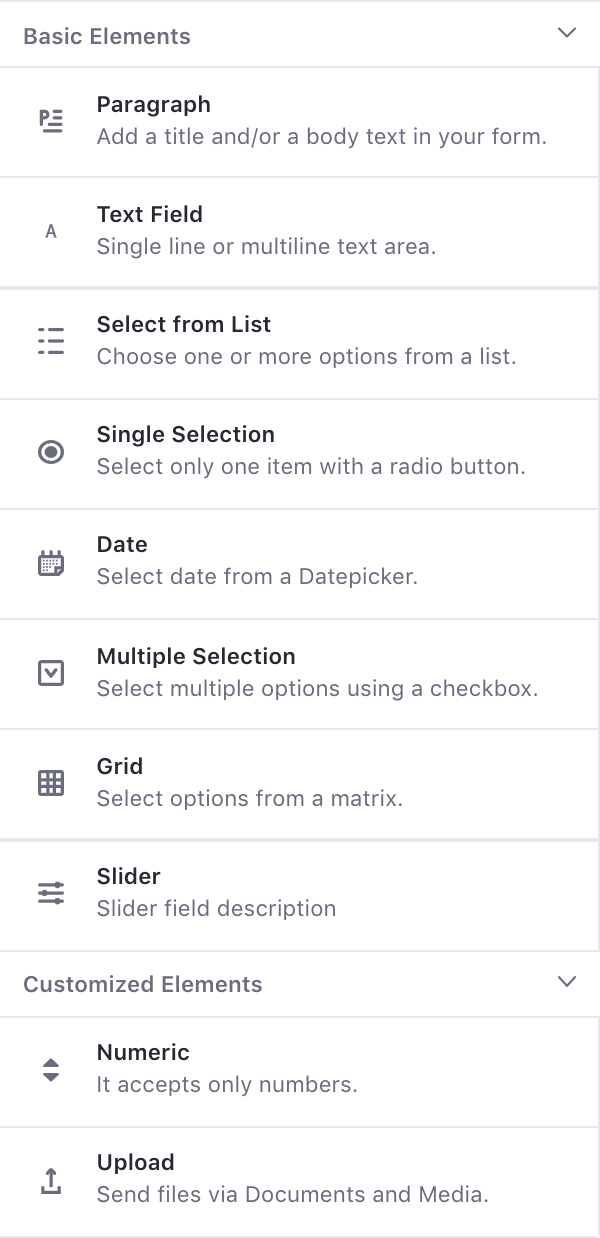 Basic Elements
Paragraph
Add a title and/or a body text in your form.
A
Text Field
Single line or multiline text area.
Select from List
Choose one or more options from a list.
Single Selection
Select only one item with a radio button.
Date
Select date from a Datepicker.
Multiple Selection
Select multiple options using a checkbox.
Grid
Select options from a matrix.
Slider
Slider field description
Customized Elements
Numeric
It accepts only numbers.
Upload
Send files via Documents and Media.